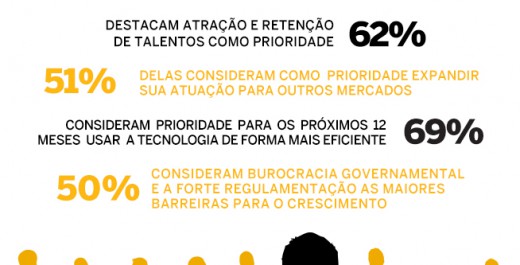 DESTACAM ATRAÇÃO E RETENÇÃO
DE TALENTOS COMO PRIORIDADE
62%
51%
DELAS CONSIDERAM COMO PRIORIDADE EXPANDIR
SUA ATUAÇÃO PARA OUTROS MERCADOS
CONSIDERAM PRIORIDADE PARA OS PRÓXIMOS 12
MESES USAR A TECNOLOGIA DE FORMA MAIS EFICIENTE
69%
50%
CONSIDERAM BUROCRACIA GOVERNAMENTAL
E A FORTE REGULAMENTAÇÃO AS MAIORES
BARREIRAS PARA O CRESCIMENTO